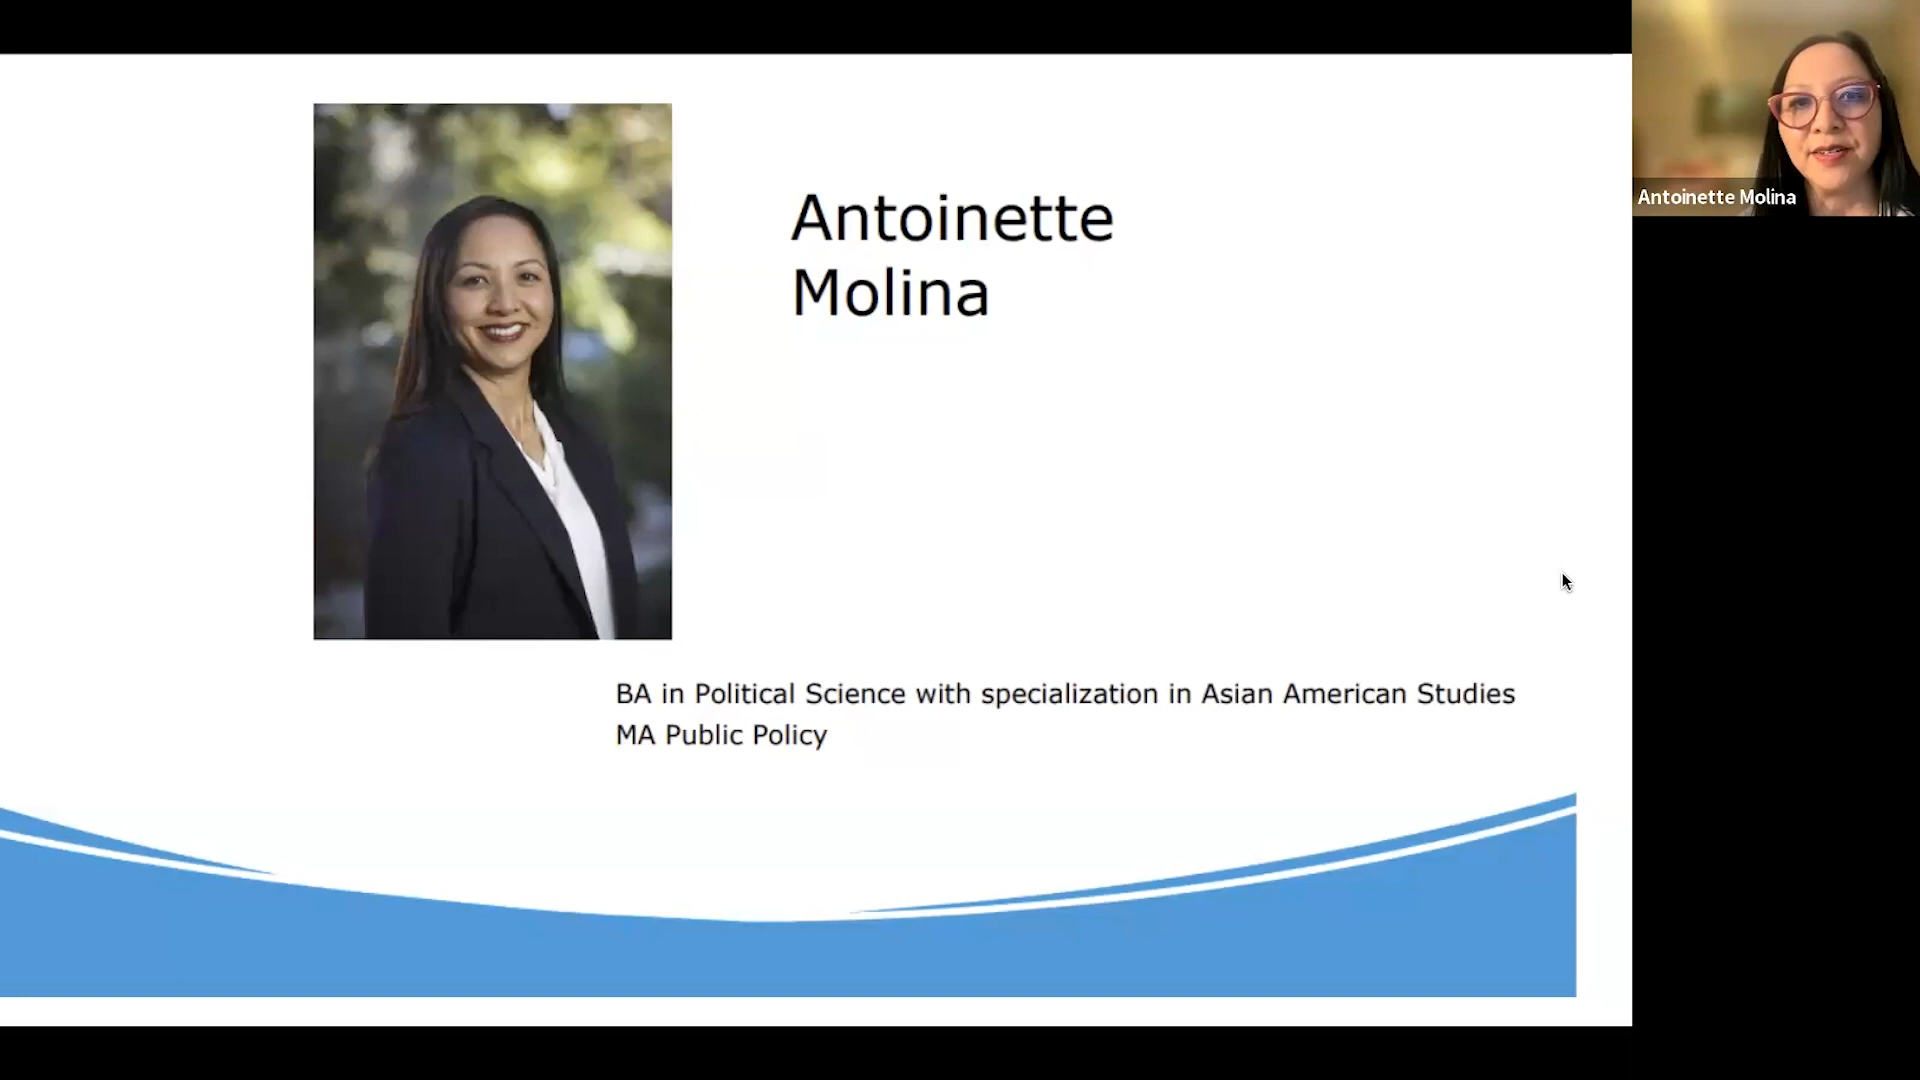 Antoinette
Molina
BA in Political Science with specialization in Asian American Studies
MA Public Policy
Antoinette Molina